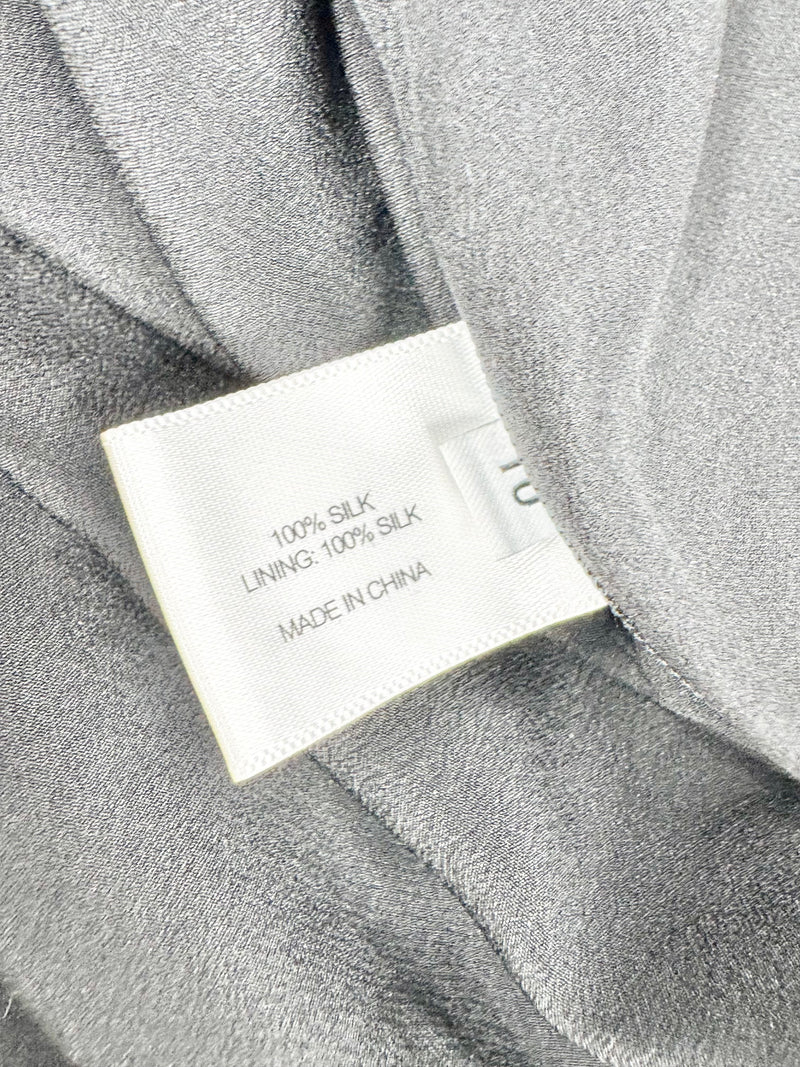 100% SILK
LINING: 100% SILK
MADE IN CHINA